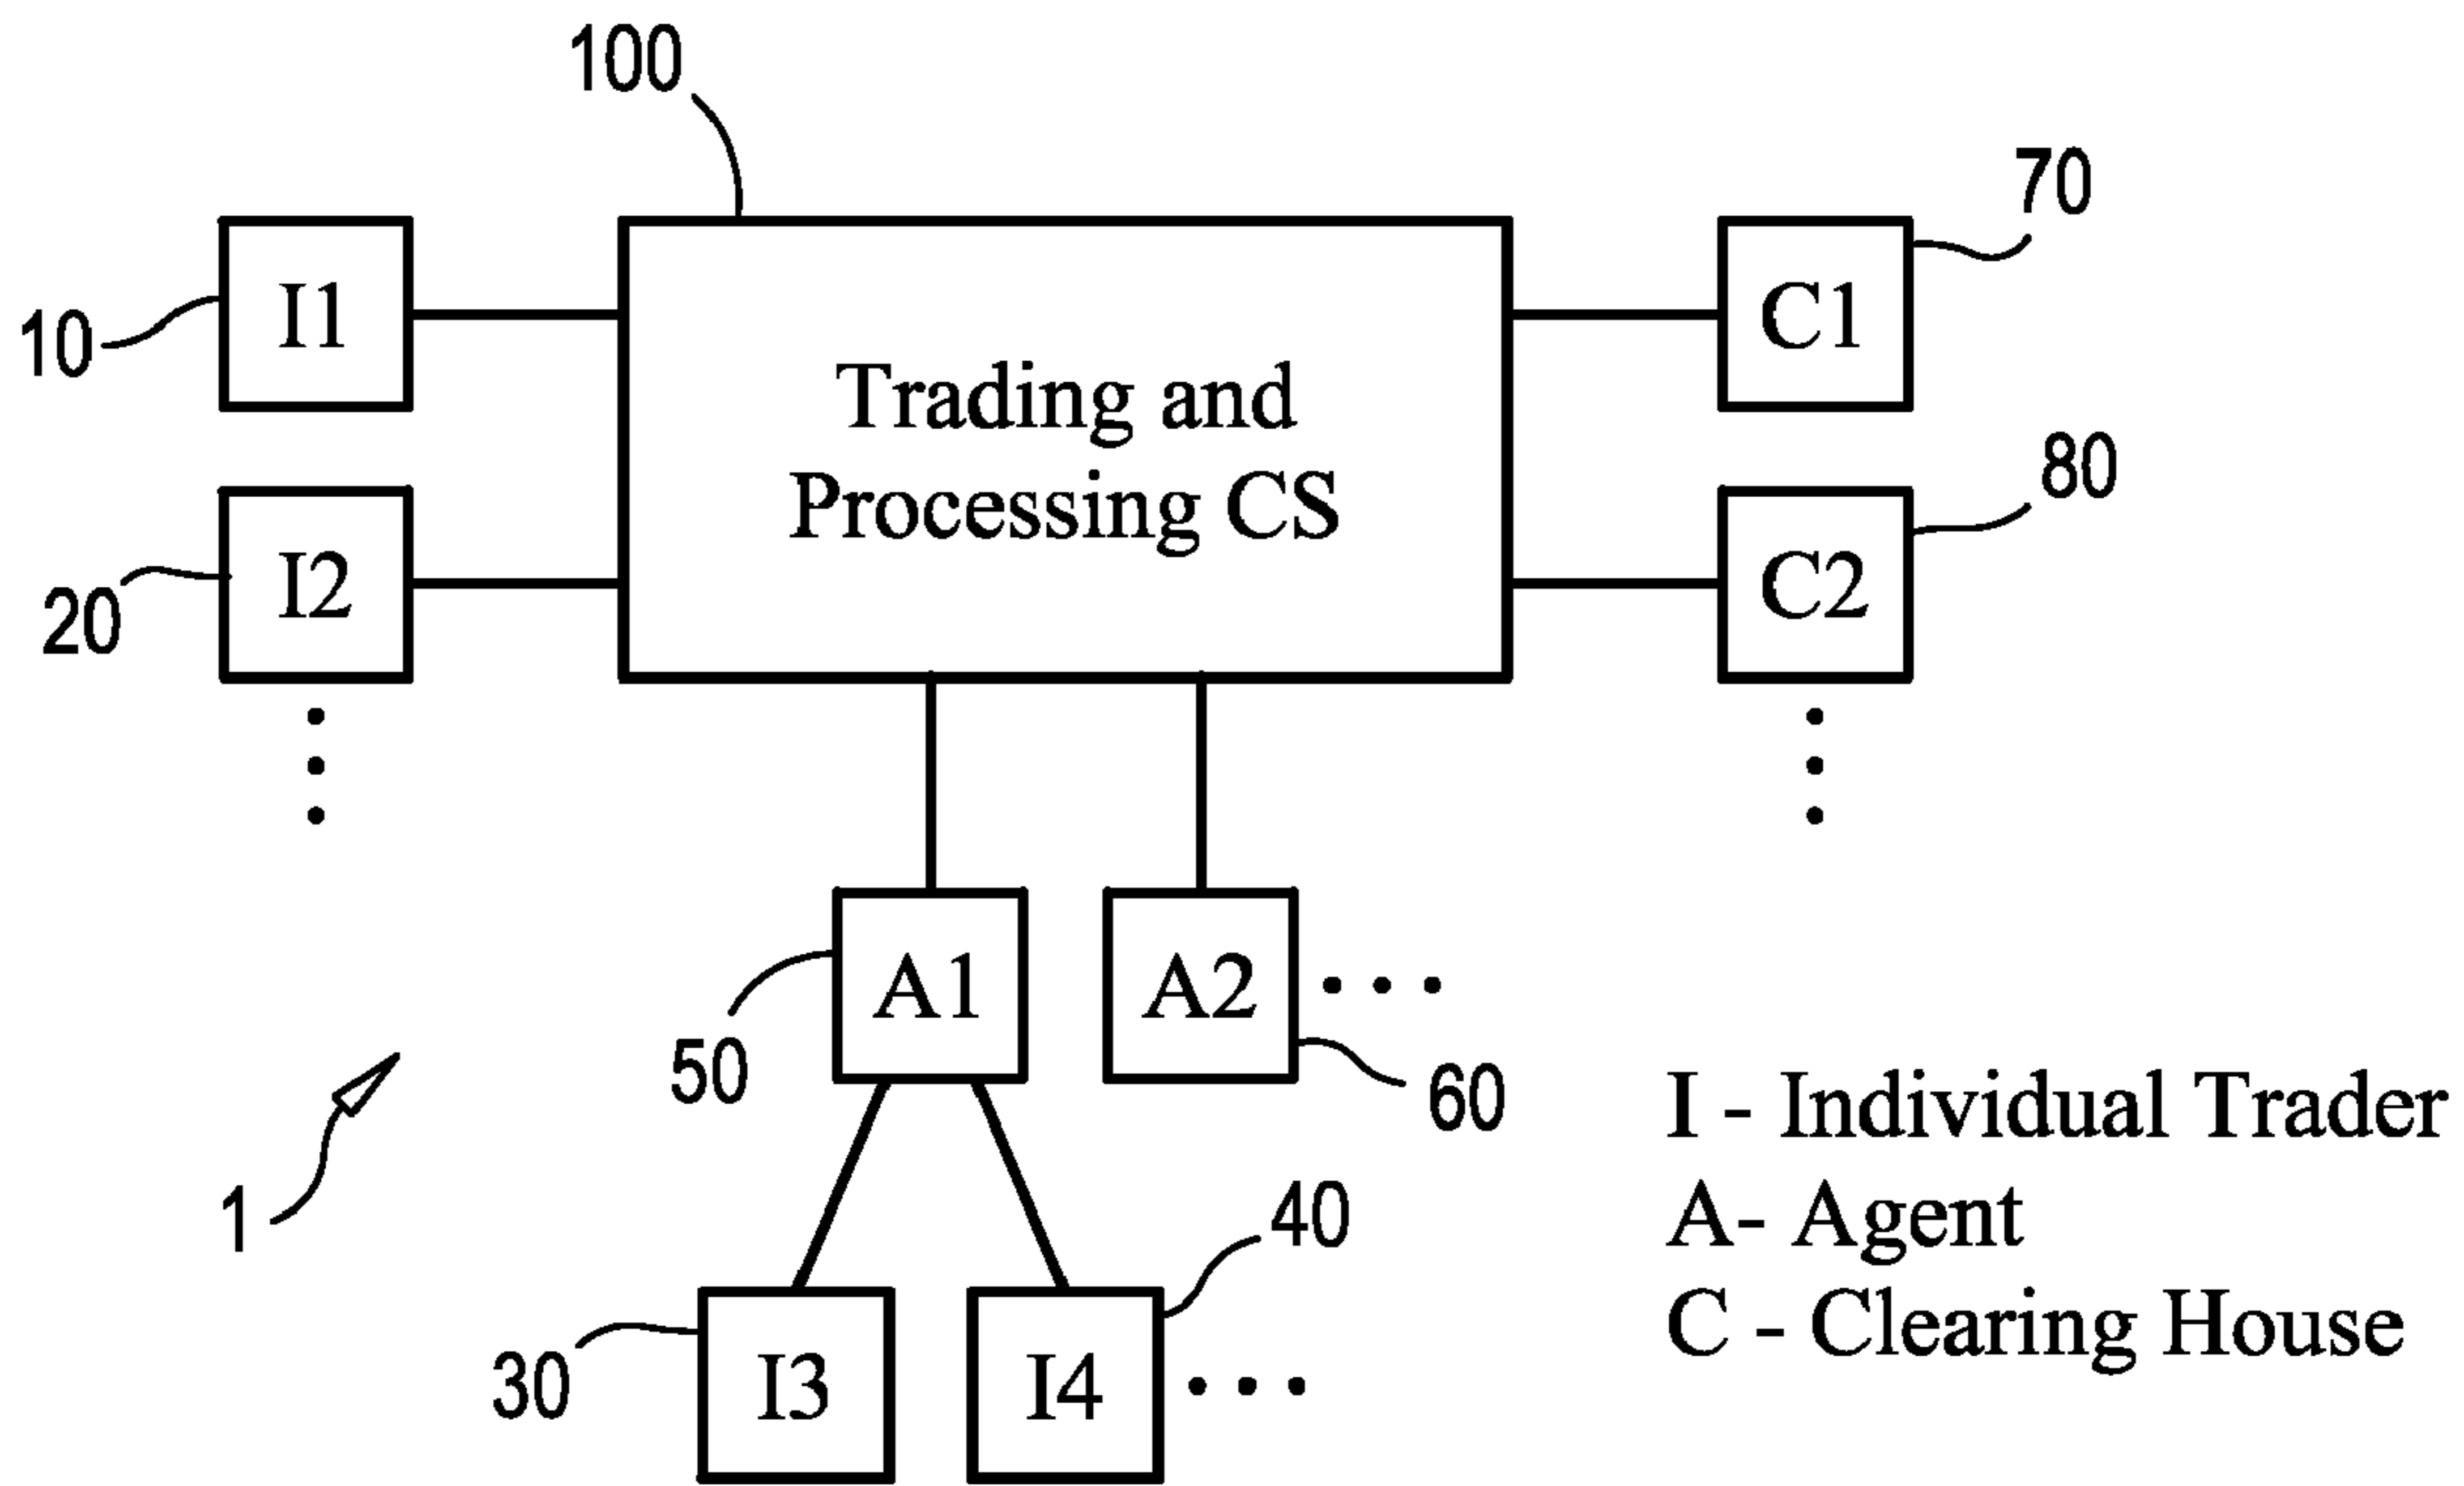 100
70
I1
C1
10
Trading and
Processing CS
80
I2
C2
20
A1
A2
50
60
I - Individual Trader
1
40
A- Agent
C - Clearing House
30
I3
I4